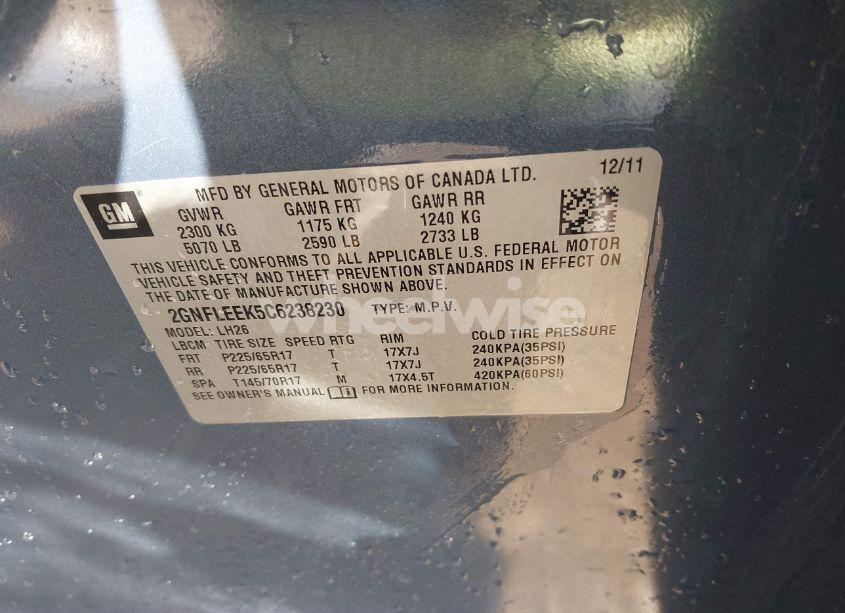 GM
MFD BY GENERAL MOTORS OF CANADA LTD. 12/11
GVWR GAWR FRT GAWR RR
2300 KG 1175 KG 1240 KG
5070 LB 2590 LB 2733 LB
THIS VEHICLE CONFORMS TO ALL APPLICABLE U.S. FEDERAL MOTOR
VEHICLE SAFETY AND THEFT PREVENTION STANDARDS IN EFFECT ON
THE DATE OF MANUFACTURE SHOWN ABOVE.
2GNFLEEK5C6238230 TYPE: M.P.V.
MODEL: LH26
LBCM TIRE SIZE SPEED RTG RIM COLD TIRE PRESSURE
FRT P225/65R17 T 17X7J 240KPA(35PSI)
RR P225/65R17 T 17X7J 240KPA(35PSI)
SPA T145/70R17 M 17X4.5T 420KPA(60PSI)
SEE OWNER'S MANUAL FOR MORE INFORMATION.
wheelwise